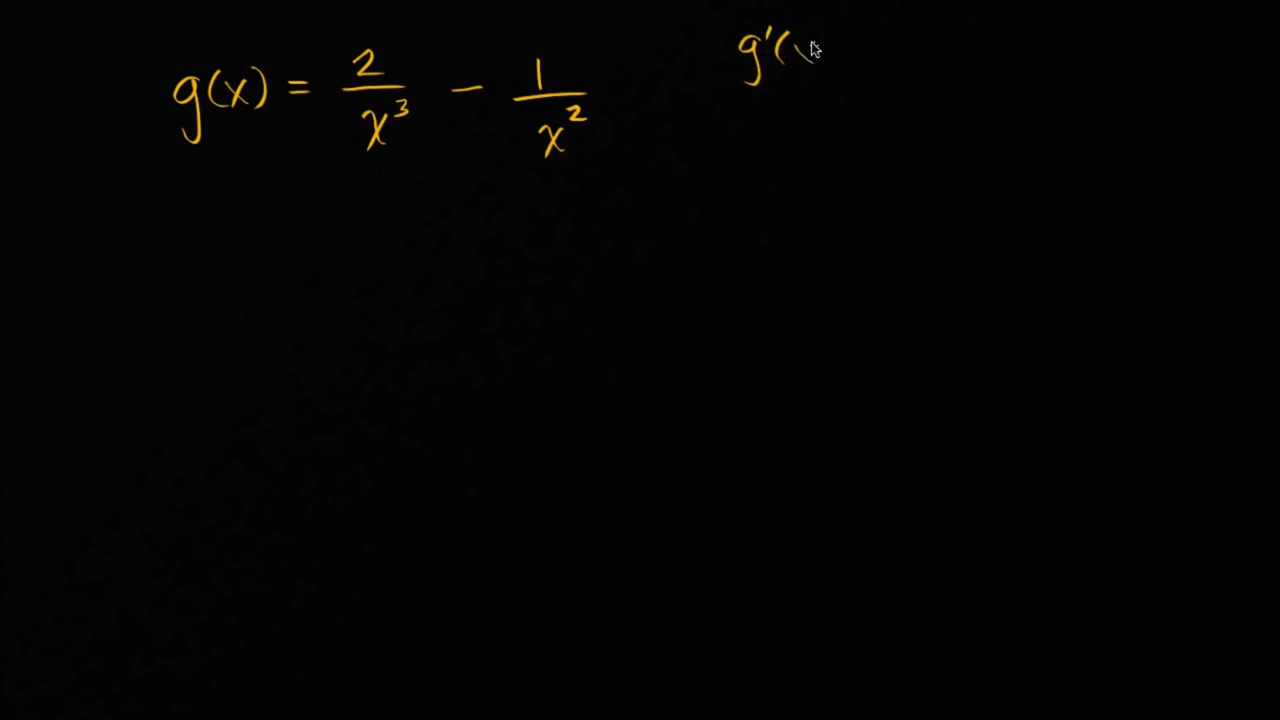 g(x) = 2/x³ - 1/x²
g'(